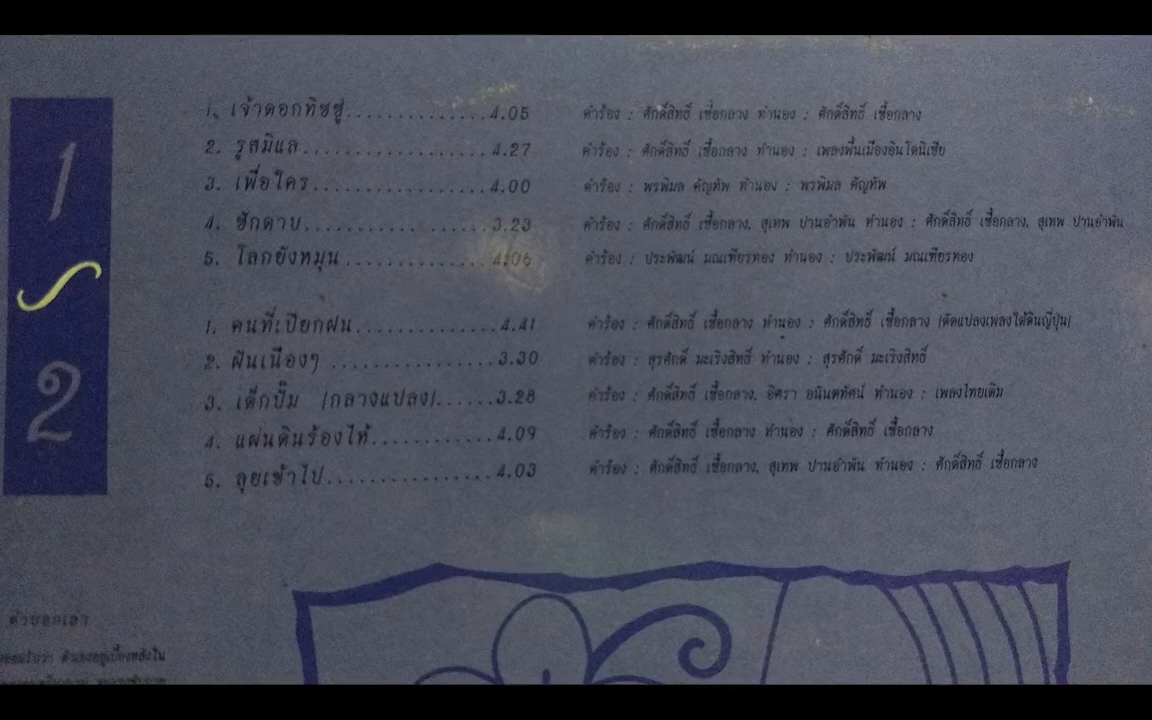 1
2
1. เจ้าดอกทิชชู่...............4.05 คำร้อง : ศักดิ์สิทธิ์ เชื้อกลาง ทำนอง : ศักดิ์สิทธิ์ เชื้อกลาง
2. รูสมิแล...................4.27 คำร้อง : ศักดิ์สิทธิ์ เชื้อกลาง ทำนอง : เพลงพื้นเมืองอินโดนีเซีย
3. เพื่อใคร..................4.00 คำร้อง : พรพิมล คัญทัพ ทำนอง : พรพิมล คัญทัพ
4. ชักดาบ...................3.23 คำร้อง : ศักดิ์สิทธิ์ เชื้อกลาง, สุเทพ ปานอำพัน ทำนอง : ศักดิ์สิทธิ์ เชื้อกลาง, สุเทพ ปานอำพัน
5. โลกยังหมุน...............4.06 คำร้อง : ประพัฒน์ มณเฑียรทอง ทำนอง : ประพัฒน์ มณเฑียรทอง
1. คนที่เปียกฝน..............4.41 คำร้อง : ศักดิ์สิทธิ์ เชื้อกลาง ทำนอง : ศักดิ์สิทธิ์ เชื้อกลาง (ดัดแปลงเพลงใต้ดินญี่ปุ่น)
2. ฝันเนืองๆ ................3.30 คำร้อง : สุรศักดิ์ มะเริงสิทธิ์ ทำนอง : สุรศักดิ์ มะเริงสิทธิ์
3. เด็กปั๊ม (กลางแปลง)......3.28 คำร้อง : ศักดิ์สิทธิ์ เชื้อกลาง, อิศรา อนันตทัศน์ ทำนอง : เพลงไทยเดิม
4. แผ่นดินร้องไห้.............4.09 คำร้อง : ศักดิ์สิทธิ์ เชื้อกลาง ทำนอง : ศักดิ์สิทธิ์ เชื้อกลาง
5. ลุยเข้าไป.................4.03 คำร้อง : ศักดิ์สิทธิ์ เชื้อกลาง, สุเทพ ปานอำพัน ทำนอง : ศักดิ์สิทธิ์ เชื้อกลาง
คำบอกเล่า